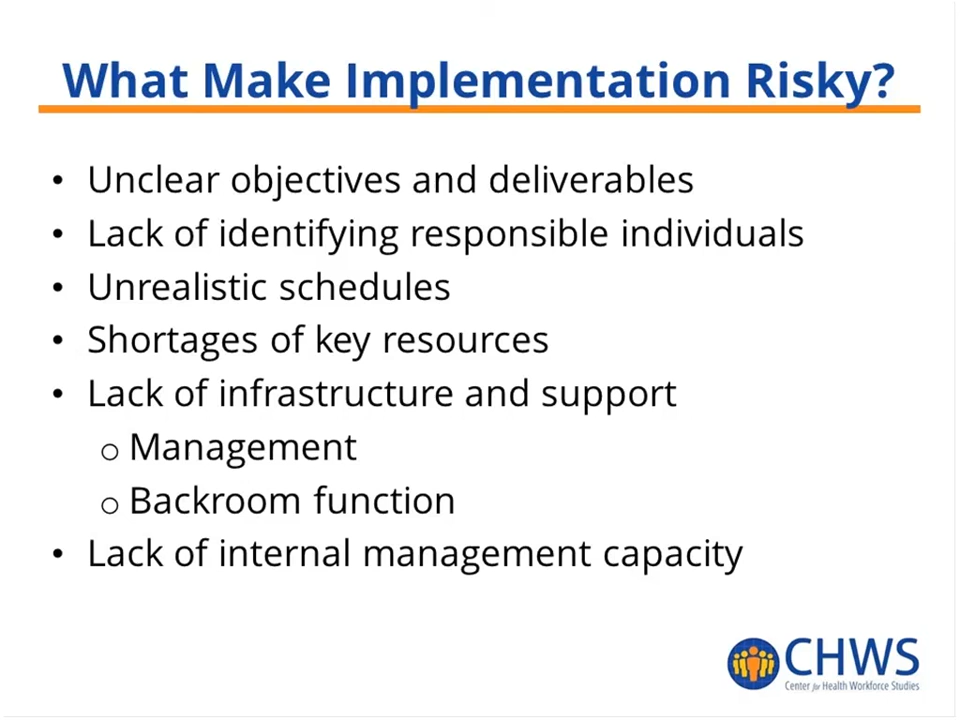 What Make Implementation Risky?
• Unclear objectives and deliverables
• Lack of identifying responsible individuals
• Unrealistic schedules
• Shortages of key resources
• Lack of infrastructure and support
o Management
o Backroom function
• Lack of internal management capacity
CHWS
Center for Health Workforce Studies